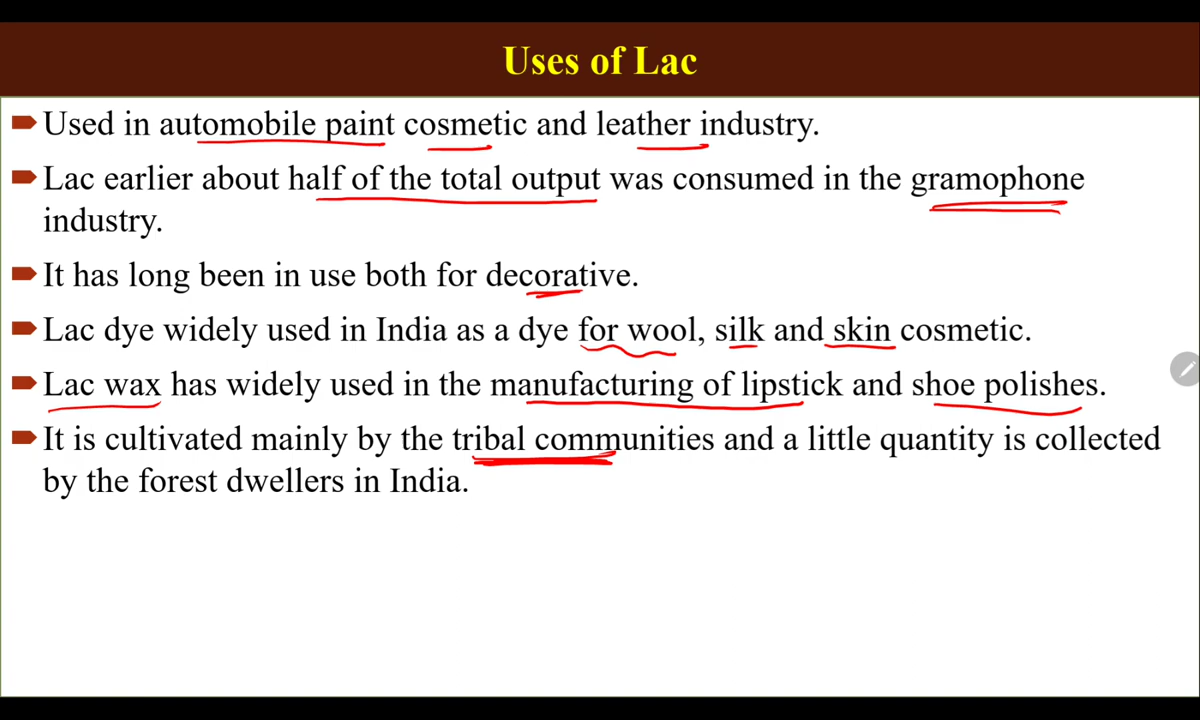 Uses of Lac
Used in automobile paint cosmetic and leather industry.
Lac earlier about half of the total output was consumed in the gramophone
industry.
It has long been in use both for decorative.
Lac dye widely used in India as a dye for wool, silk and skin cosmetic.
Lac wax has widely used in the manufacturing of lipstick and shoe polishes.
It is cultivated mainly by the tribal communities and a little quantity is collected
by the forest dwellers in India.